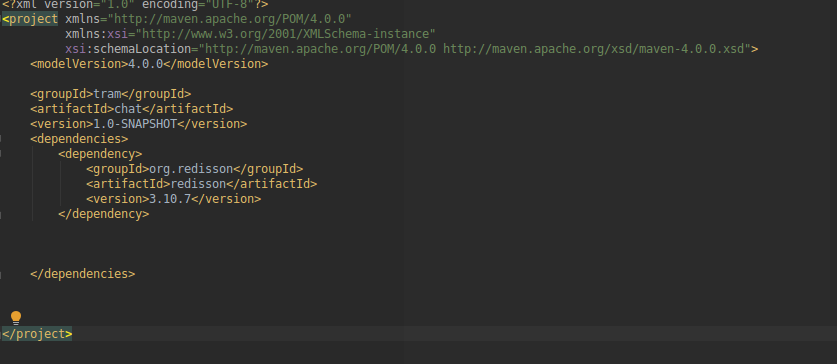 <?xml version="1.0" encoding="UTF-8"?>
<project xmlns="http://maven.apache.org/POM/4.0.0"
xmlns:xsi="http://www.w3.org/2001/XMLSchema-instance"
xsi:schemaLocation="http://maven.apache.org/POM/4.0.0 http://maven.apache.org/xsd/maven-4.0.0.xsd">
<modelVersion>4.0.0</modelVersion>
<groupId>tram</groupId>
<artifactId>chat</artifactId>
<version>1.0-SNAPSHOT</version>
<dependencies>
<dependency>
<groupId>org.redisson</groupId>
<artifactId>redisson</artifactId>
<version>3.10.7</version>
</dependency>
</dependencies>
</project>